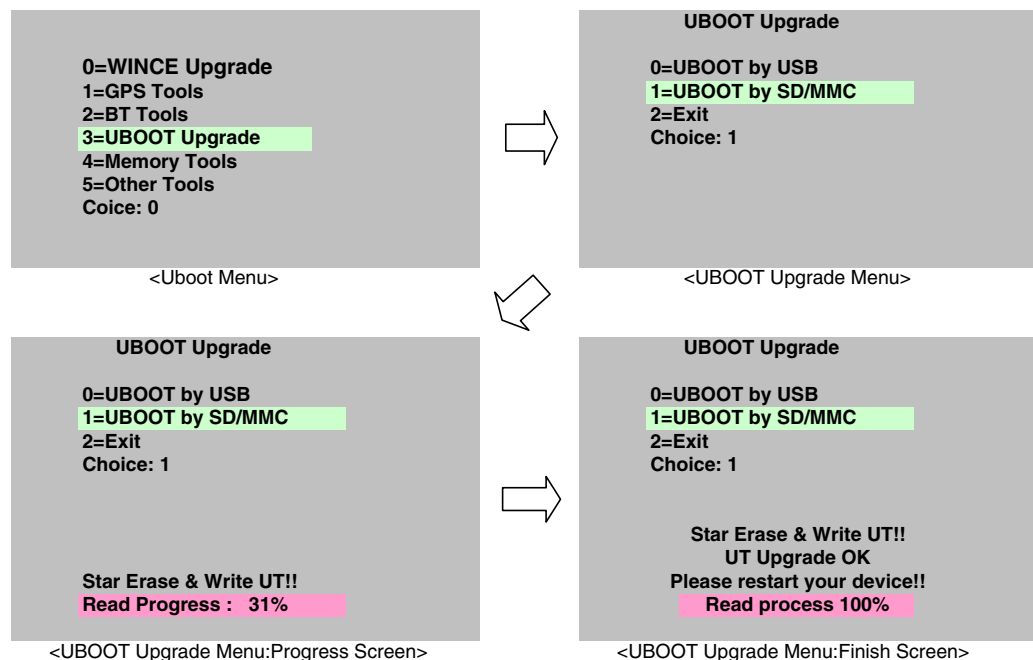 0=WINCE Upgrade
1=GPS Tools
2=BT Tools
3=UBOOT Upgrade
4=Memory Tools
5=Other Tools
Coice: 0
<Uboot Menu>
UBOOT Upgrade
0=UBOOT by USB
1=UBOOT by SD/MMC
2=Exit
Choice: 1
<UBOOT Upgrade Menu>
UBOOT Upgrade
0=UBOOT by USB
1=UBOOT by SD/MMC
2=Exit
Choice: 1
Star Erase & Write UT!!
Read Progress : 31%
<UBOOT Upgrade Menu:Progress Screen>
UBOOT Upgrade
0=UBOOT by USB
1=UBOOT by SD/MMC
2=Exit
Choice: 1
Star Erase & Write UT!!
UT Upgrade OK
Please restart your device!!
Read process 100%
<UBOOT Upgrade Menu:Finish Screen>